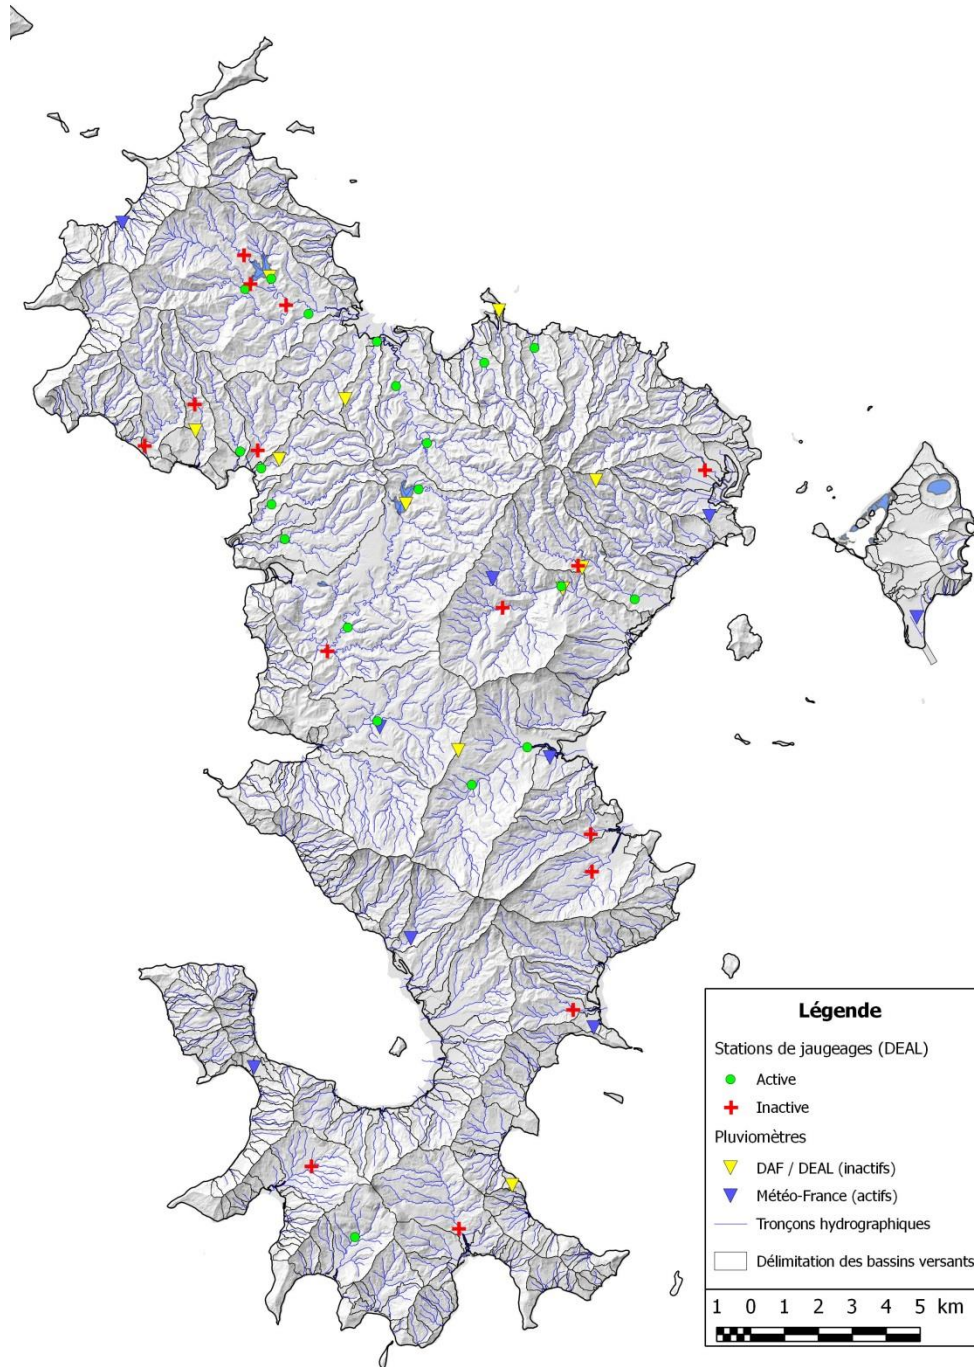 Légende
Stations de jaugeages (DEAL)
Active
Inactive
Pluviomètres
DAF / DEAL (inactifs)
Météo-France (actifs)
Tronçons hydrographiques
Délimitation des bassins versants
1 0 1 2 3 4 5 km